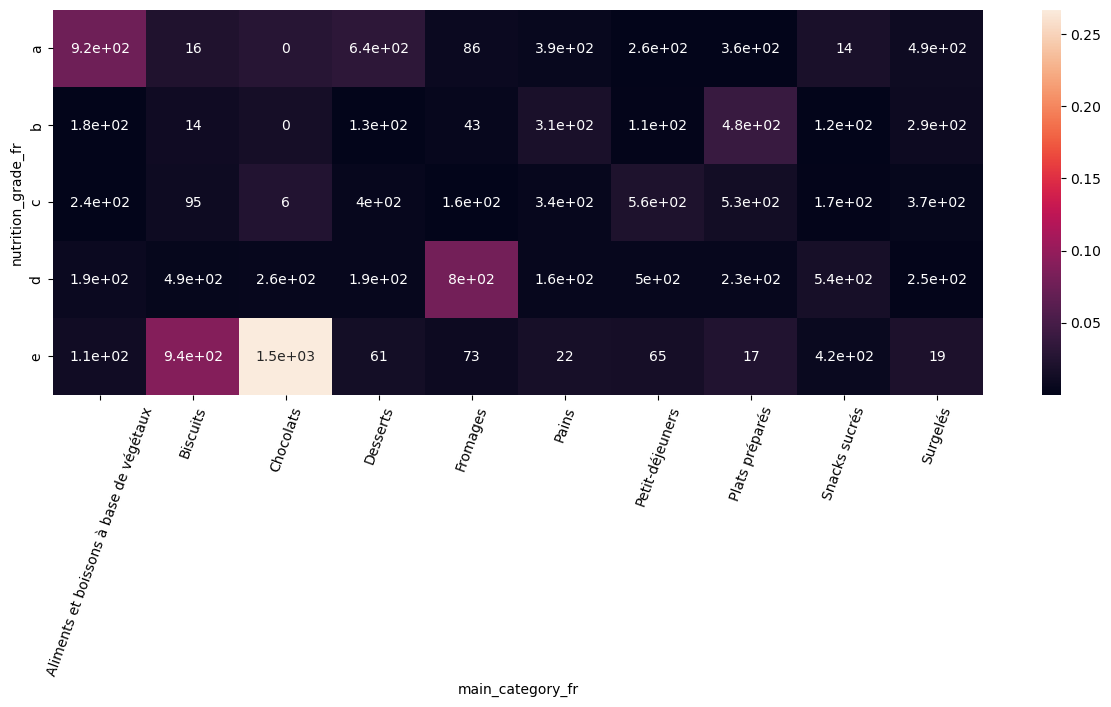 nutrition_grade_fr
a 9.2e+02 16 0 6.4e+02 86 3.9e+02 2.6e+02 3.6e+02 14 4.9e+02
b 1.8e+02 14 0 1.3e+02 43 3.1e+02 1.1e+02 4.8e+02 1.2e+02 2.9e+02
c 2.4e+02 95 6 4e+02 1.6e+02 3.4e+02 5.6e+02 5.3e+02 1.7e+02 3.7e+02
d 1.9e+02 4.9e+02 2.6e+02 1.9e+02 8e+02 1.6e+02 5e+02 2.3e+02 5.4e+02 2.5e+02
e 1.1e+02 9.4e+02 1.5e+03 61 73 22 65 17 4.2e+02 19
Aliments et boissons à base de végétaux
Biscuits
Chocolats
Desserts
Fromages
Pains
Petit-déjeuners
Plats préparés
Snacks sucrés
Surgelés
main_category_fr
0.25
0.20
0.15
0.10
0.05